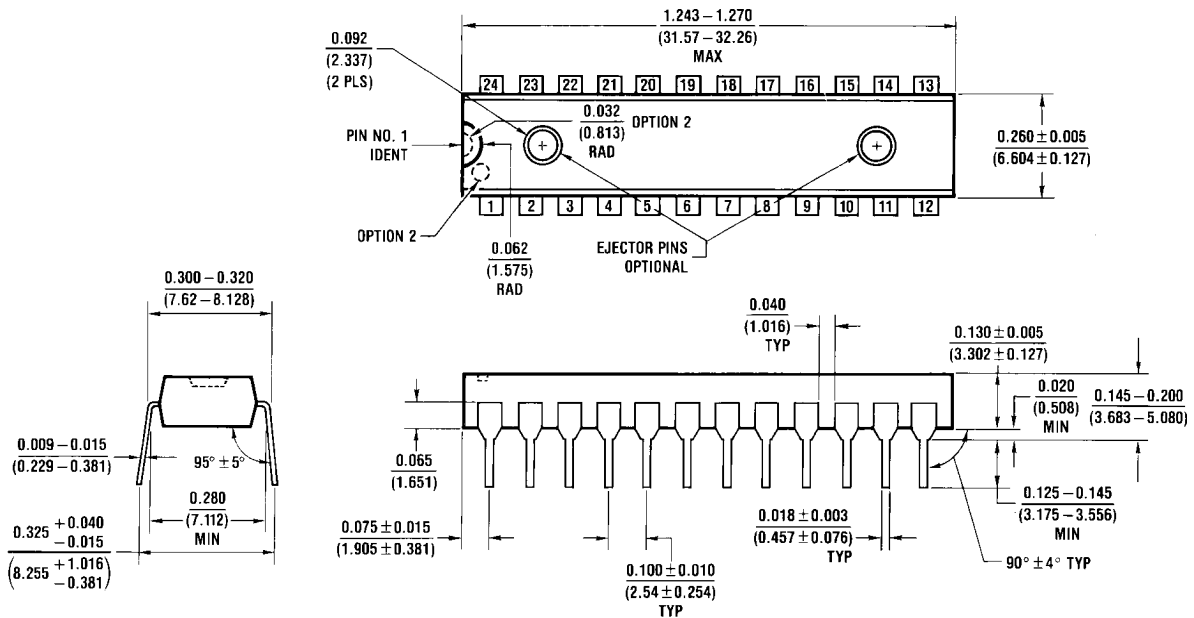 1.243 – 1.270
(31.57 – 32.26)
MAX
0.092
(2.337)
(2 PLS)
24 23 22 21 20 19 18 17 16 15 14 13
0.032
(0.813)
RAD
OPTION 2
PIN NO. 1
IDENT
0.260 ± 0.005
(6.604 ± 0.127)
1 2 3 4 5 6 7 8 9 10 11 12
OPTION 2
0.062
(1.575)
RAD
EJECTOR PINS
OPTIONAL
0.300 – 0.320
(7.62 – 8.128)
0.040
(1.016)
TYP
0.130 ± 0.005
(3.302 ± 0.127)
0.020
(0.508)
MIN
0.145 – 0.200
(3.683 – 5.080)
0.009 – 0.015
(0.229 – 0.381)
95° ± 5°
0.065
(1.651)
0.280
(7.112)
MIN
0.125 – 0.145
(3.175 – 3.556)
MIN
0.325 +0.040 −0.015
(8.255 +1.016 −0.381)
0.075 ± 0.015
(1.905 ± 0.381)
0.018 ± 0.003
(0.457 ± 0.076)
TYP
90° ± 4° TYP
0.100 ± 0.010
(2.54 ± 0.254)
TYP